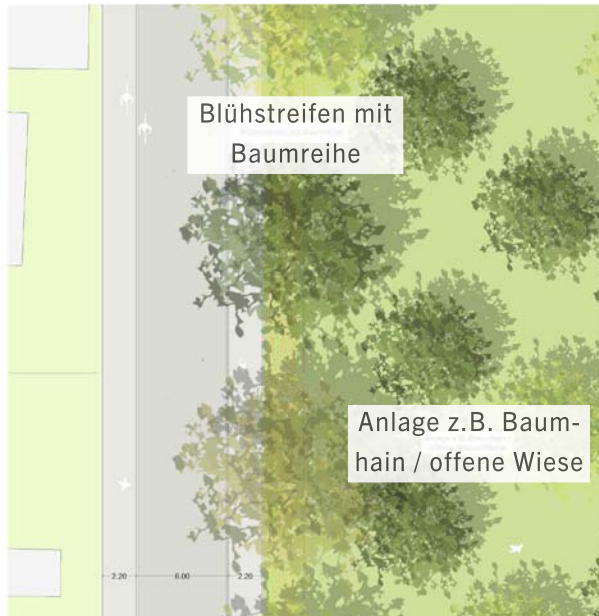 Blühstreifen mit
Baumreihe
Anlage z.B. Baum-
hain / offene Wiese
2.20 6.00 2.20